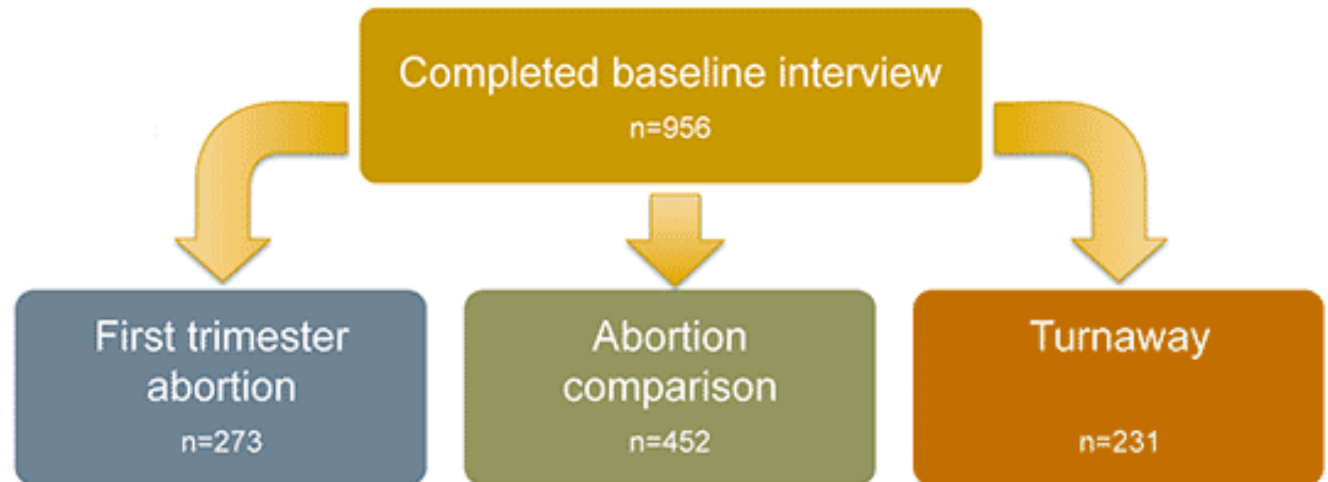 Completed baseline interview
n=956
First trimester
abortion
n=273
Abortion
comparison
n=452
Turnaway
n=231